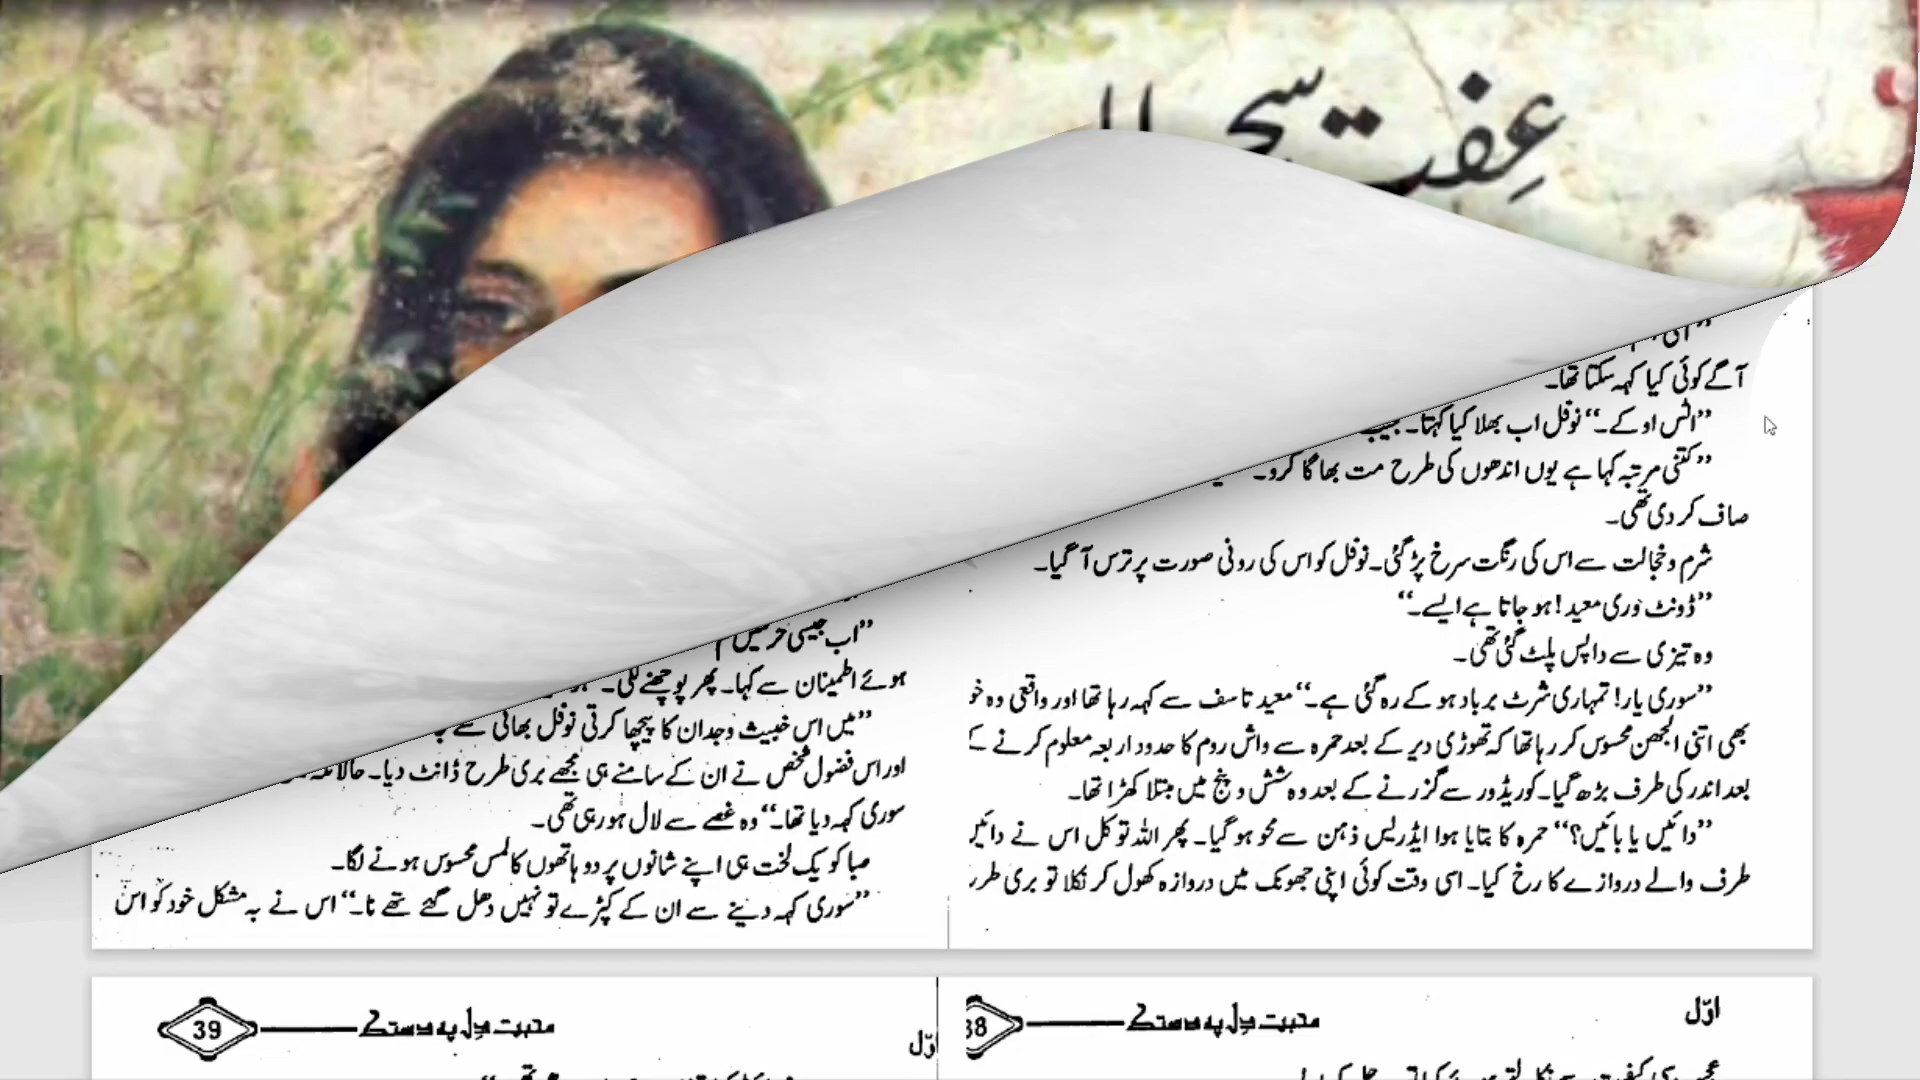 عِفت سحر
آگے کوئی کیا کہہ سکتا تھا۔
”اٹس او کے۔“ نوفل اب بھلا کیا کہتا۔
”کتنی مرتبہ کہا ہے یوں اندھوں کی طرح مت بھاگا کرو۔
صاف کر دی تھی۔
شرم و خجالت سے اس کی رنگت سرخ پڑ گئی۔ نوفل کو اس کی رونی صورت پر ترس آ گیا۔
”ڈونٹ وری معید! ہو جاتا ہے ایسے۔“
وہ تیزی سے واپس پلٹ گئی تھی۔
”سوری یار! تمہاری شرٹ برباد ہو کے رہ گئی ہے۔“ معید تاسف سے کہہ رہا تھا اور واقعی وہ
بھی اتنی الجھن محسوس کر رہا تھا کہ تھوڑی دیر کے بعد حمرہ سے واش روم کا حدود اربعہ معلوم کرنے کے
بعد اندر کی طرف بڑھ گیا۔ کوریڈور سے گزرنے کے بعد وہ شش و پنج میں مبتلا کھڑا تھا۔
”دائیں یا بائیں؟“ حمرہ کا بتایا ہوا ایڈریس ذہن سے محو ہو گیا۔ پھر اللہ توکل اس نے
طرف والے دروازے کا رخ کیا۔ اسی وقت کوئی اپنی جھونک میں دروازہ کھول کر نکلا تو بری
”اب جیسی حرکتیں
ہوئے اطمینان سے کہا۔ پھر پوچھنے لگی۔
”میں اس خبیث وجدان کا پیچھا کرتی نوفل بھائی سے
اور اس فضول شخص نے ان کے سامنے ہی مجھے بری طرح ڈانٹ دیا۔
سوری کہہ دیا تھا۔“ وہ غصے سے لال ہو رہی تھی۔
صبا کو یک لخت ہی اپنے شانوں پر دو ہاتھوں کا لمس محسوس ہونے لگا۔
”سوری کہہ دینے سے ان کے کپڑے تو نہیں دھل گئے تھے نا۔“ اس نے بہ مشکل خود کو اس
اوّل محبت دل پہ دستک 38
اوّل محبت دل پہ دستک 39